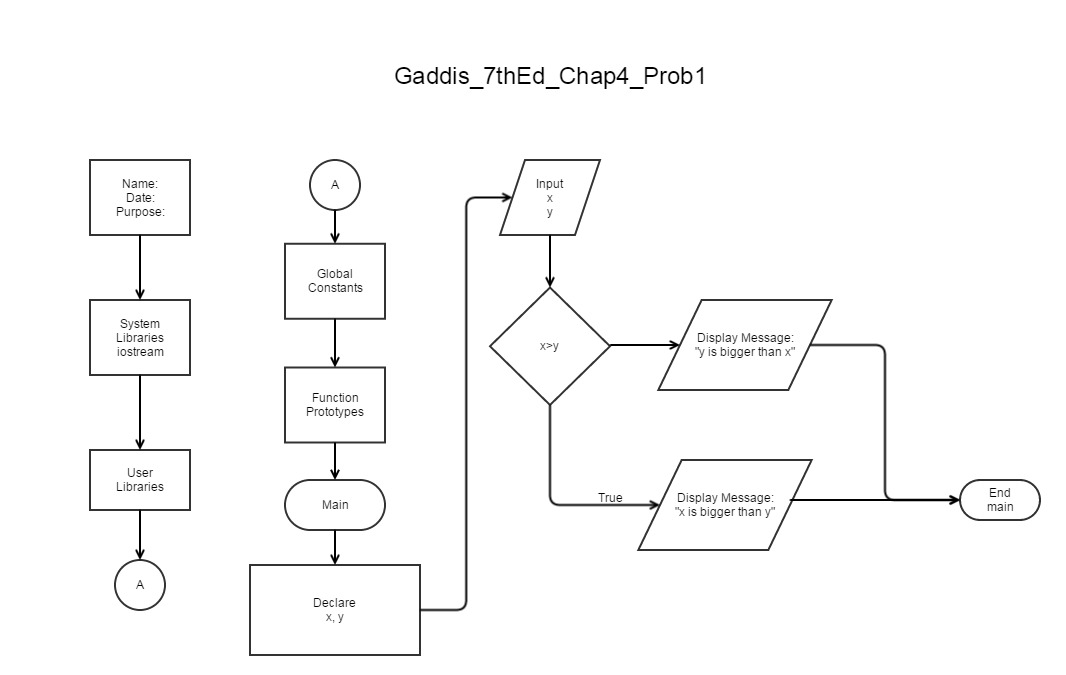 Gaddis_7thEd_Chap4_Prob1
Name:
Date:
Purpose:
System
Libraries
iostream
User
Libraries
A
A
Global
Constants
Function
Prototypes
Main
Declare
x, y
Input
x
y
x>y
Display Message:
"y is bigger than x"
True
Display Message:
"x is bigger than y"
End
main